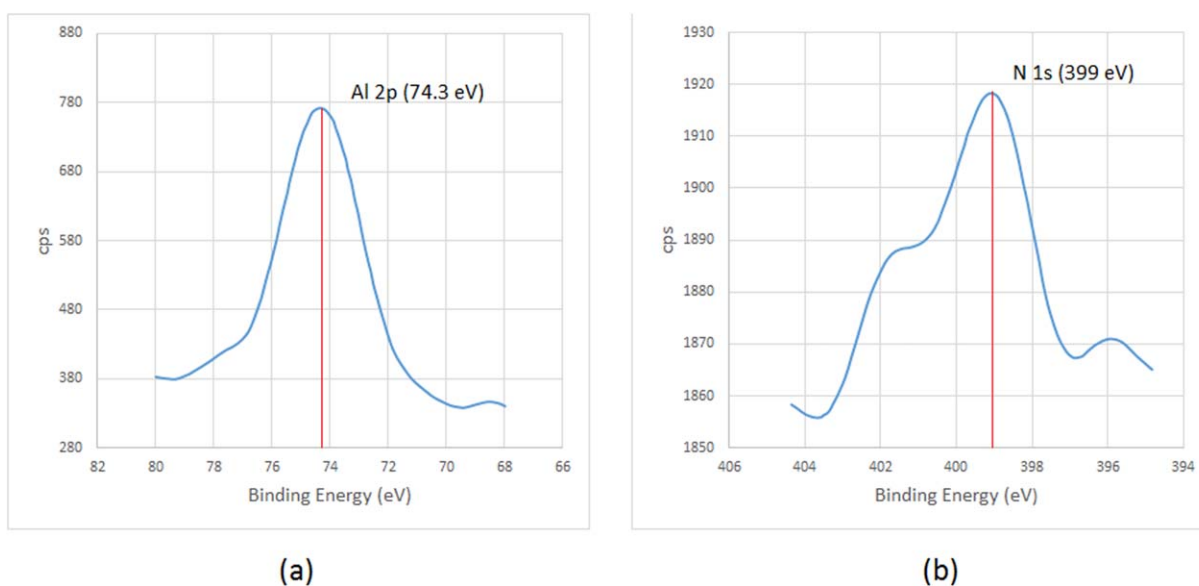 880
780
680
580
480
380
280
cps
Al 2p (74.3 eV)
82 80 78 76 74 72 70 68 66
Binding Energy (eV)
(a)
1930
1920
1910
1900
1890
1880
1870
1860
1850
cps
N 1s (399 eV)
406 404 402 400 398 396 394
Binding Energy (eV)
(b)